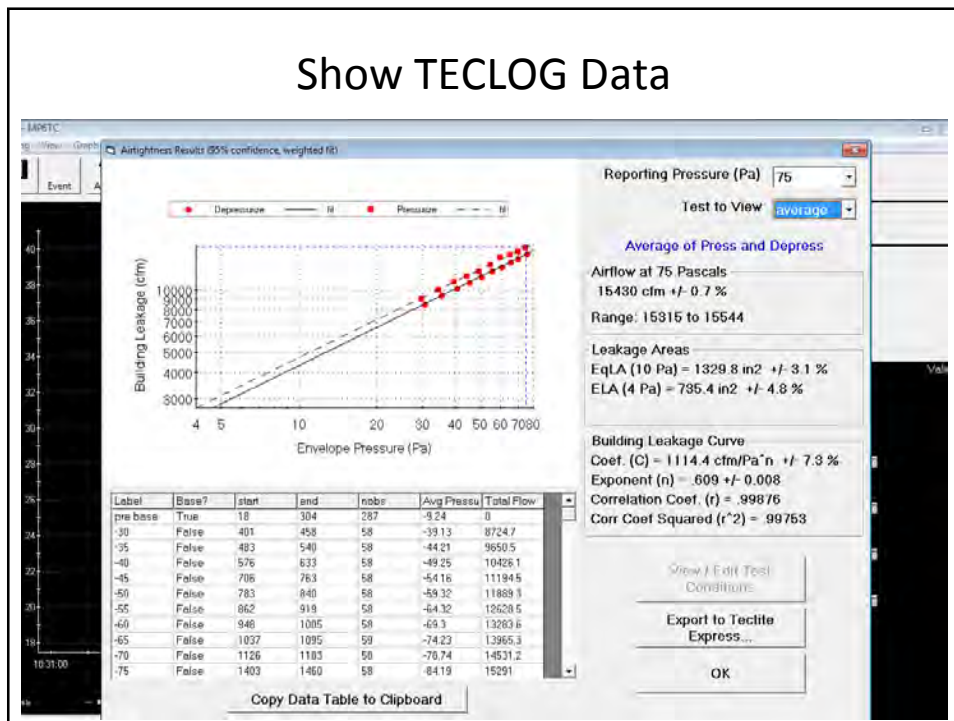 Show TECLOG Data
Event
Airtightness Results (95% confidence, weighted fit)
Depressurize fit Pressurize fit
Building Leakage (cfm)
10000
9000
8000
7000
6000
5000
4000
3000
4 5 10 20 30 40 50 60 70 80
Envelope Pressure (Pa)
Reporting Pressure (Pa) 75
Test to View average
Average of Press and Depress
Airflow at 75 Pascals
15430 cfm +/- 0.7 %
Range: 15315 to 15544
Leakage Areas
EqLA (10 Pa) = 1329.8 in2 +/- 3.1 %
ELA (4 Pa) = 735.4 in2 +/- 4.8 %
Building Leakage Curve
Coef. (C) = 1114.4 cfm/Pa^n +/- 7.3 %
Exponent (n) = .609 +/- 0.008
Correlation Coef. (r) = .99876
Corr Coef Squared (r^2) = .99753
Label Base? start end nobs Avg Pressu Total Flow
pre base True 18 304 287 -9.24 0
-30 False 401 458 58 -39.13 8724.7
-35 False 483 540 58 -44.21 9650.5
-40 False 576 633 58 -49.25 10426.1
-45 False 706 763 58 -54.16 11194.5
-50 False 783 840 58 -59.32 11889.3
-55 False 862 919 58 -64.32 12628.5
-60 False 948 1005 58 -69.3 13283.6
-65 False 1037 1095 59 -74.23 13965.3
-70 False 1126 1183 58 -78.74 14531.2
-75 False 1403 1460 58 -84.19 15291
View / Edit Test
Conditions
Export to Tectite
Express...
OK
Copy Data Table to Clipboard
40
38
36
34
32
30
28
26
24
22
20
18
10:31:00